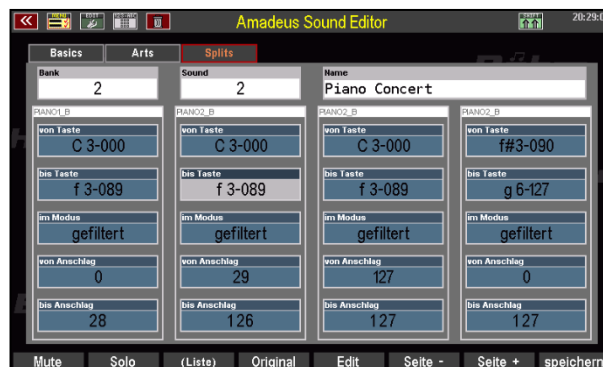 MENU EDIT SHIFT
Amadeus Sound Editor 20:29:0
Basics Arts Splits
Bank Sound Name
2 2 Piano Concert
PIANO1_B PIANO2_B PIANO2_B PIANO2_B
von Taste von Taste von Taste von Taste
C 3-000 C 3-000 C 3-000 f#3-090
bis Taste bis Taste bis Taste bis Taste
f 3-089 f 3-089 f 3-089 g 6-127
im Modus im Modus im Modus im Modus
gefiltert gefiltert gefiltert gefiltert
von Anschlag von Anschlag von Anschlag von Anschlag
0 29 127 0
bis Anschlag bis Anschlag bis Anschlag bis Anschlag
28 126 127 127
Mute Solo (Liste) Original Edit Seite - Seite + speichern